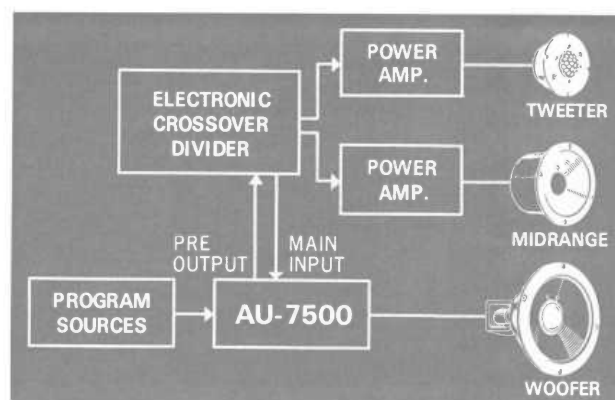 POWER
AMP.
TWEETER
ELECTRONIC
CROSSOVER
DIVIDER
POWER
AMP.
MIDRANGE
PRE
OUTPUT
MAIN
INPUT
PROGRAM
SOURCES
AU-7500
WOOFER